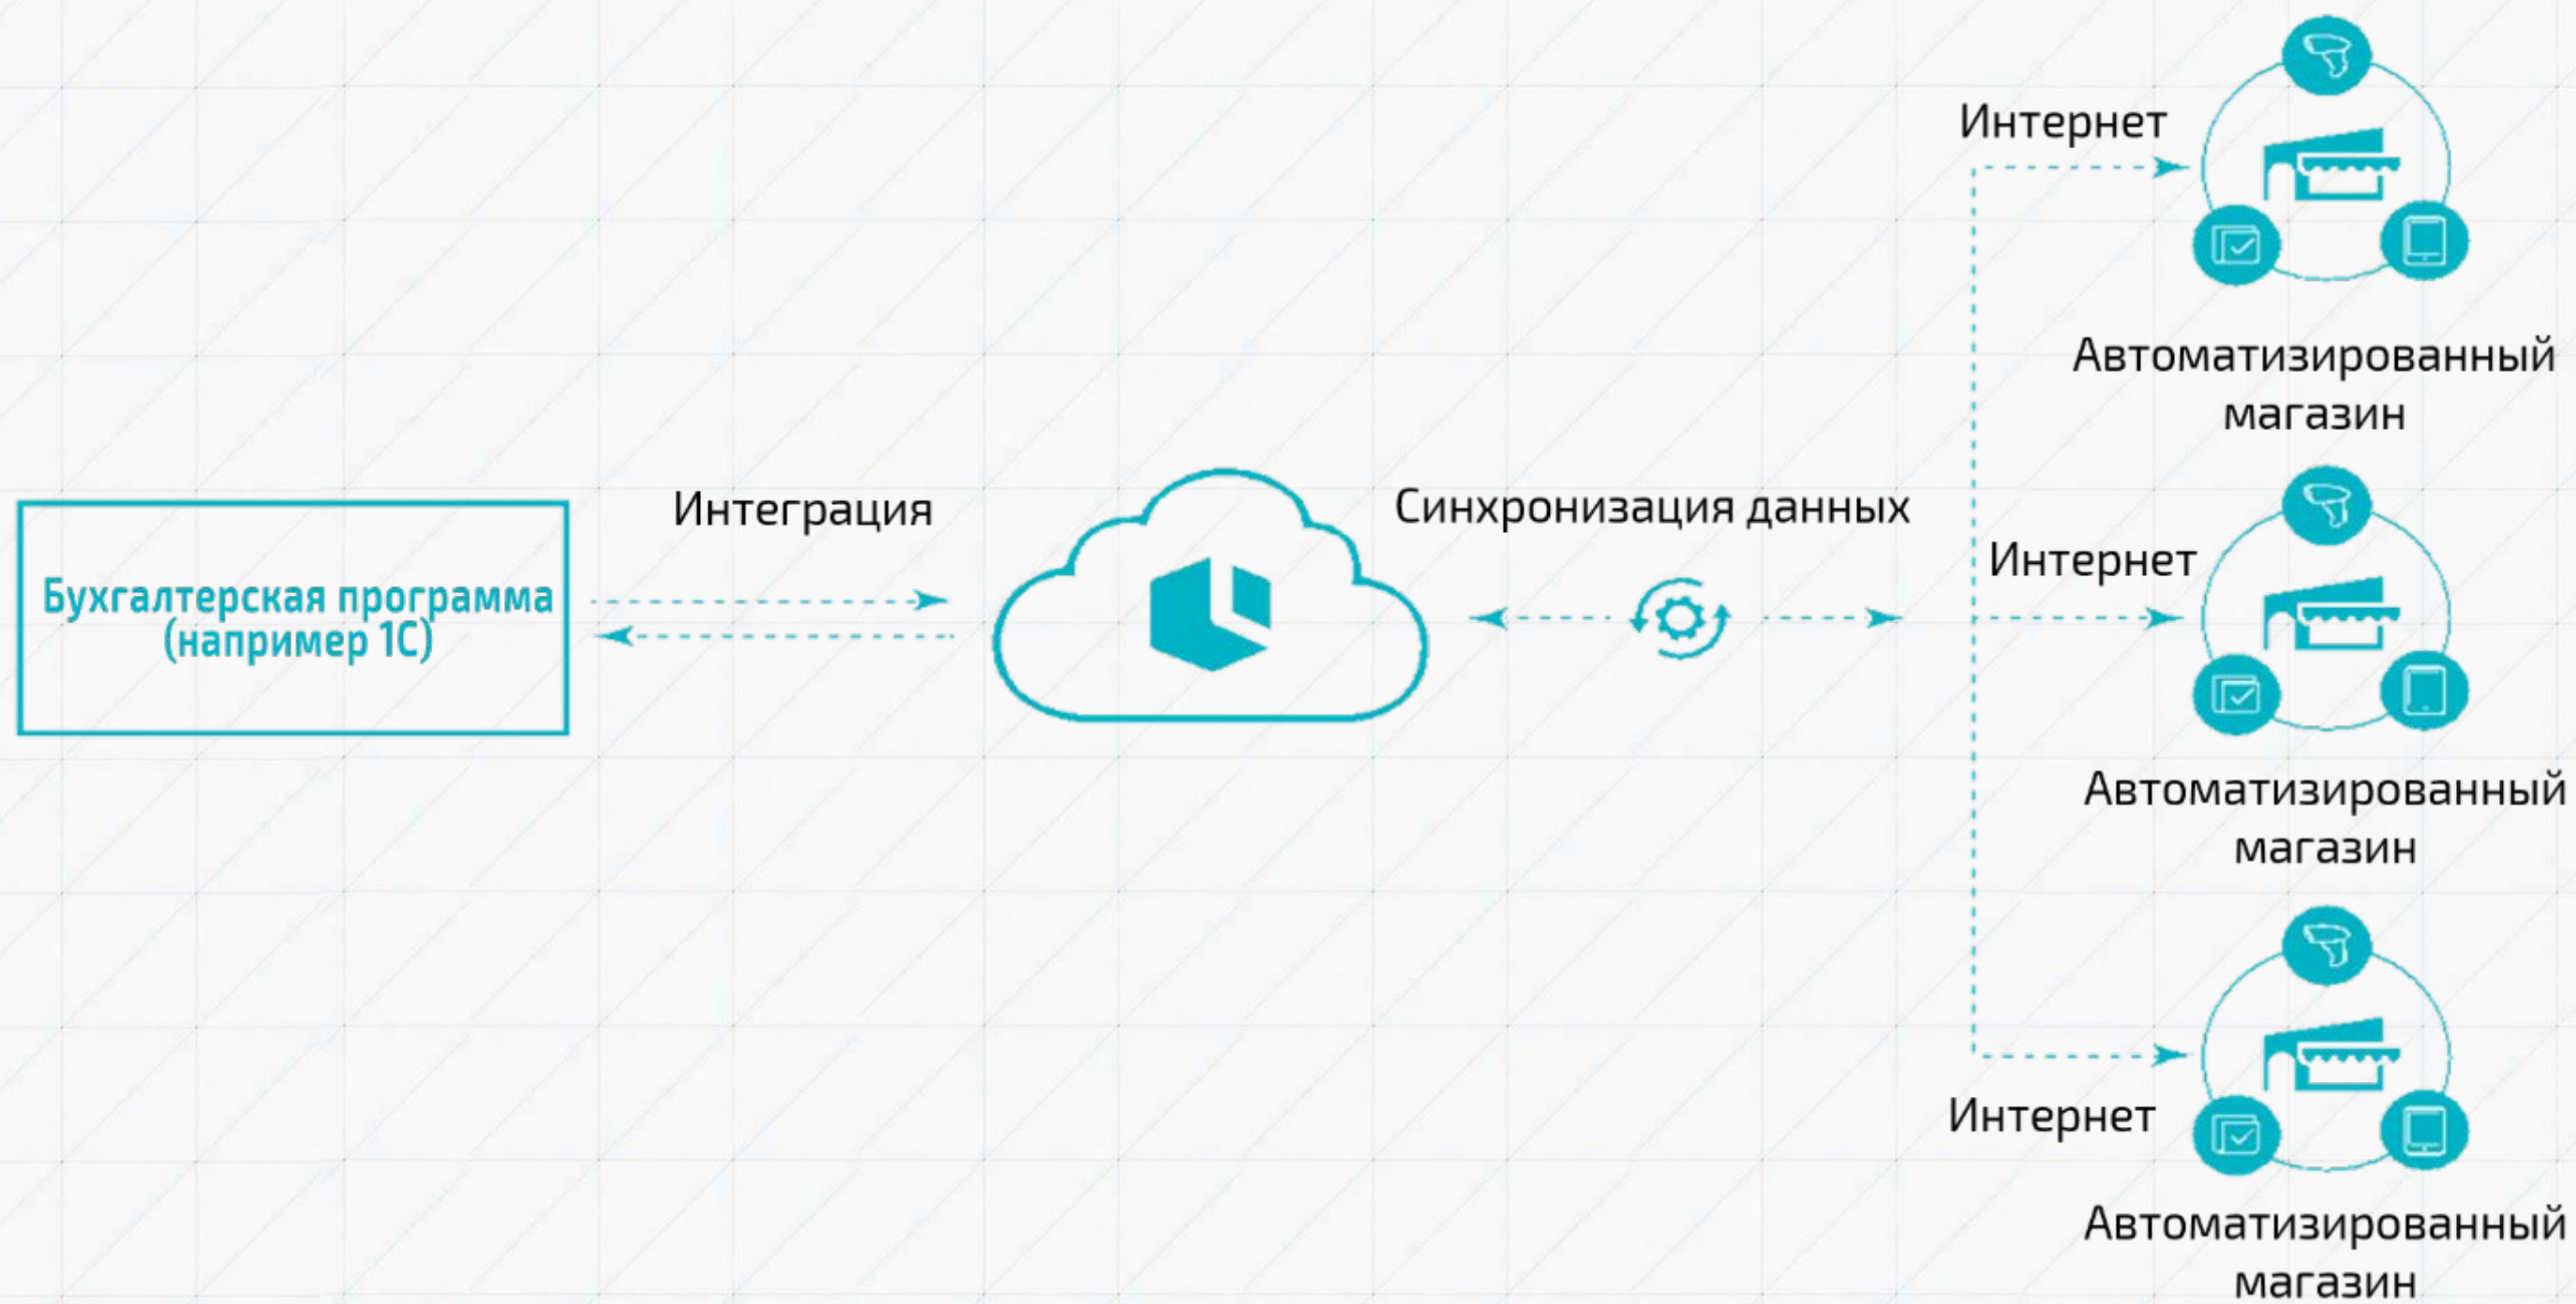 Интернет
Автоматизированный
магазин
Интеграция
Синхронизация данных
Бухгалтерская программа
(например 1С)
Интернет
Автоматизированный
магазин
Интернет
Автоматизированный
магазин